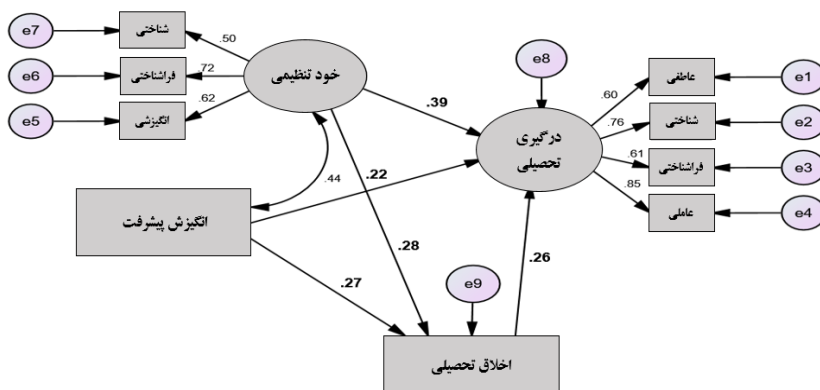 e7
شناختی
.50
e6
فراشناختی
.72
e5
انگیزشی
.62
خود تنظیمی
e8
درگیری
تحصیلی
عاطفی
e1
.60
شناختی
e2
.76
فراشناختی
e3
.61
عاملی
e4
.85
.39
.44
.22
انگیزش پیشرفت
.28
.27
.26
e9
اخلاق تحصیلی